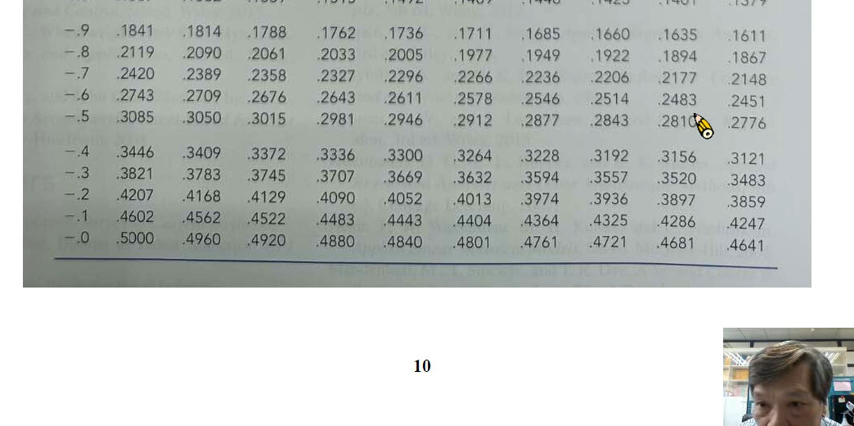 .1379
−.9 .1841 .1814 .1788 .1762 .1736 .1711 .1685 .1660 .1635 .1611
−.8 .2119 .2090 .2061 .2033 .2005 .1977 .1949 .1922 .1894 .1867
−.7 .2420 .2389 .2358 .2327 .2296 .2266 .2236 .2206 .2177 .2148
−.6 .2743 .2709 .2676 .2643 .2611 .2578 .2546 .2514 .2483 .2451
−.5 .3085 .3050 .3015 .2981 .2946 .2912 .2877 .2843 .2810 .2776
−.4 .3446 .3409 .3372 .3336 .3300 .3264 .3228 .3192 .3156 .3121
−.3 .3821 .3783 .3745 .3707 .3669 .3632 .3594 .3557 .3520 .3483
−.2 .4207 .4168 .4129 .4090 .4052 .4013 .3974 .3936 .3897 .3859
−.1 .4602 .4562 .4522 .4483 .4443 .4404 .4364 .4325 .4286 .4247
−.0 .5000 .4960 .4920 .4880 .4840 .4801 .4761 .4721 .4681 .4641
10